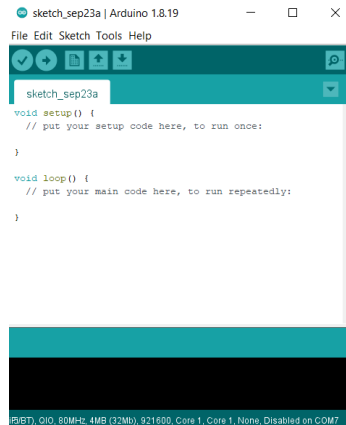 sketch_sep23a | Arduino 1.8.19
File Edit Sketch Tools Help
sketch_sep23a
void setup() {
// put your setup code here, to run once:
}
void loop() {
// put your main code here, to run repeatedly:
}
QIO, 80MHz, 4MB (32Mb), 921600, Core 1, Core 1, None, Disabled on COM7